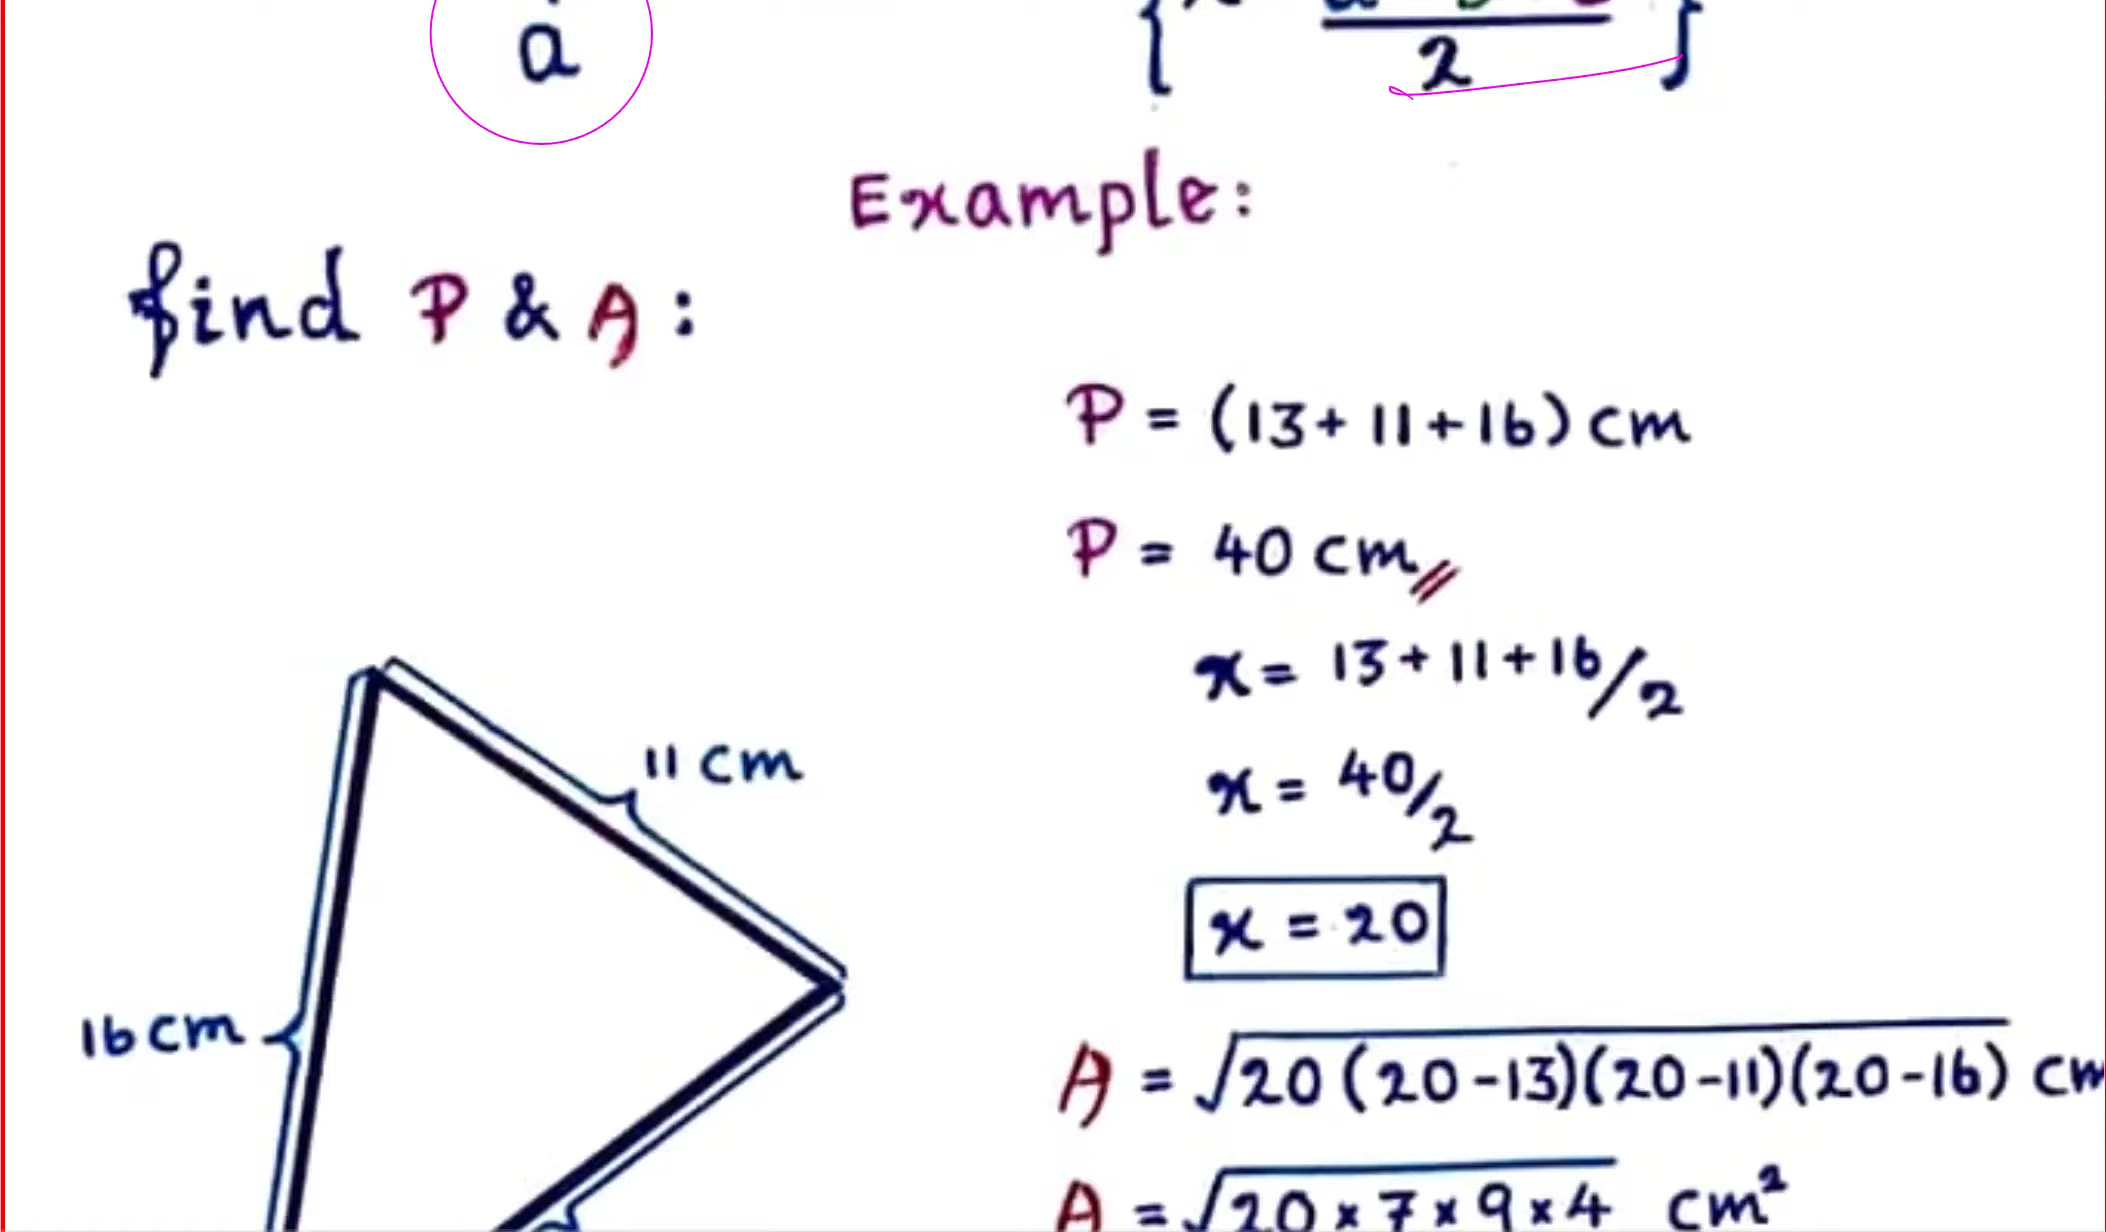 a
2
Example:
find P & A:
P = (13+11+16) cm
P = 40 cm
x = 13+11+16/2
x = 40/2
x = 20
11 cm
16 cm
A = √20(20-13)(20-11)(20-16) cm
A = √20×7×9×4 cm²